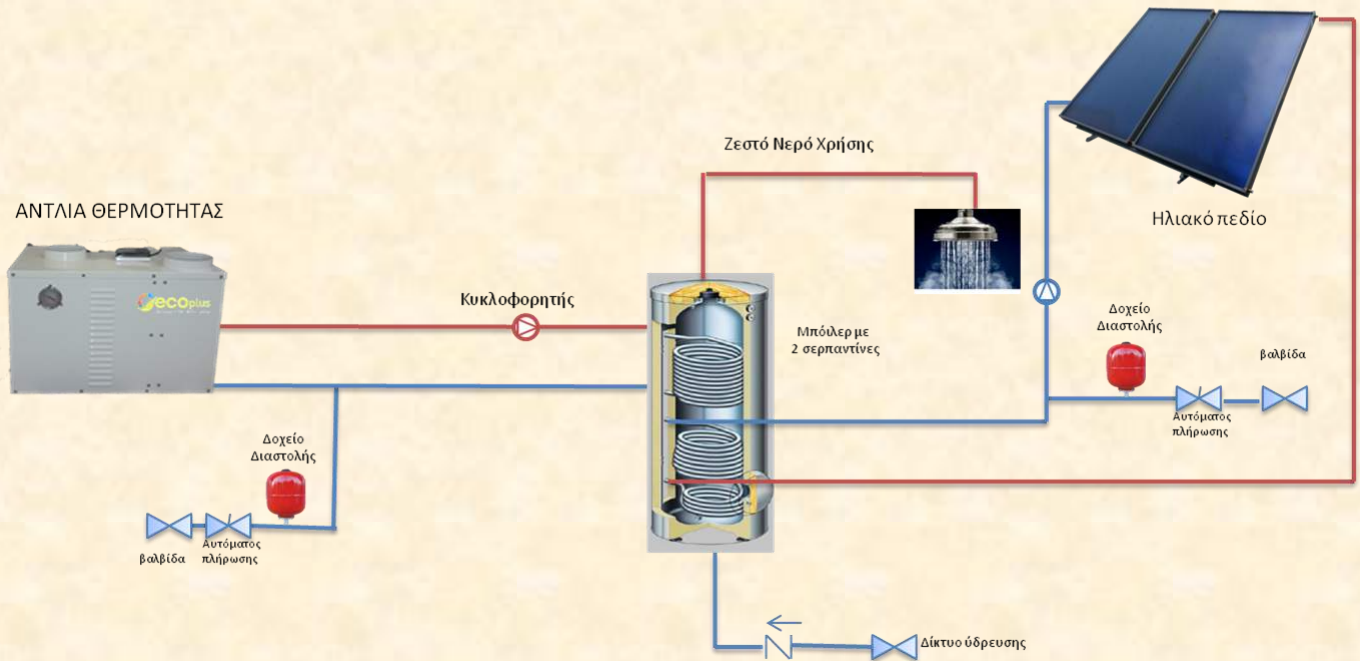 Ζεστό Νερό Χρήσης
ΑΝΤΛΙΑ ΘΕΡΜΟΤΗΤΑΣ
Ηλιακό πεδίο
ecoplus
Κυκλοφορητής
Μπόιλερ με
2 σερπαντίνες
Δοχείο
Διαστολής
βαλβίδα
Αυτόματος
πλήρωσης
Δοχείο
Διαστολής
βαλβίδα
Αυτόματος
πλήρωσης
Δίκτυο ύδρευσης